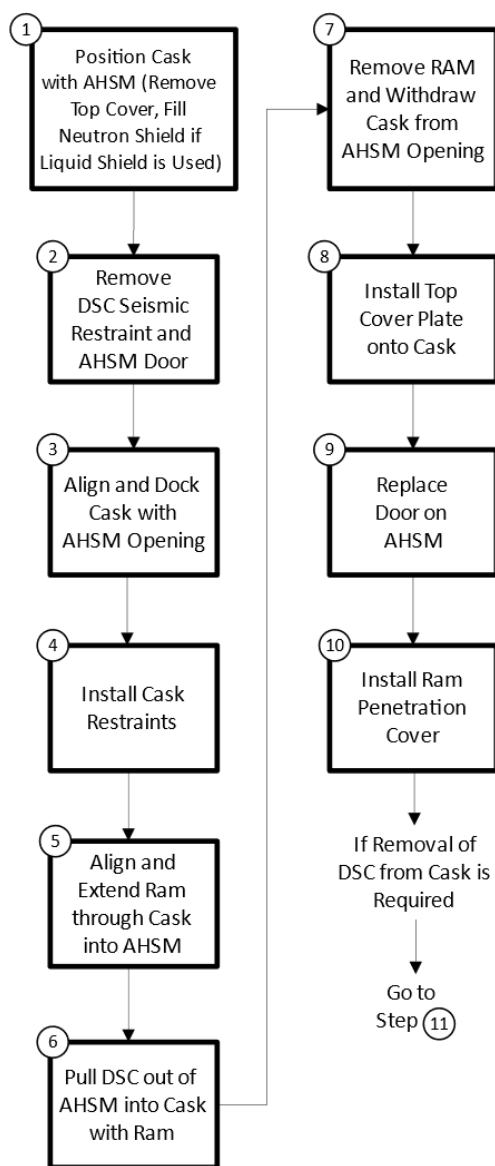 1
Position Cask
with AHSM (Remove
Top Cover, Fill
Neutron Shield if
Liquid Shield is Used)
2
Remove
DSC Seismic
Restraint and
AHSM Door
3
Align and Dock
Cask with
AHSM Opening
4
Install Cask
Restraints
5
Align and
Extend Ram
through Cask
into AHSM
6
Pull DSC out of
AHSM into Cask
with Ram
7
Remove RAM
and Withdraw
Cask from
AHSM Opening
8
Install Top
Cover Plate
onto Cask
9
Replace
Door on
AHSM
10
Install Ram
Penetration
Cover
If Removal of
DSC from Cask is
Required
Go to
Step 11